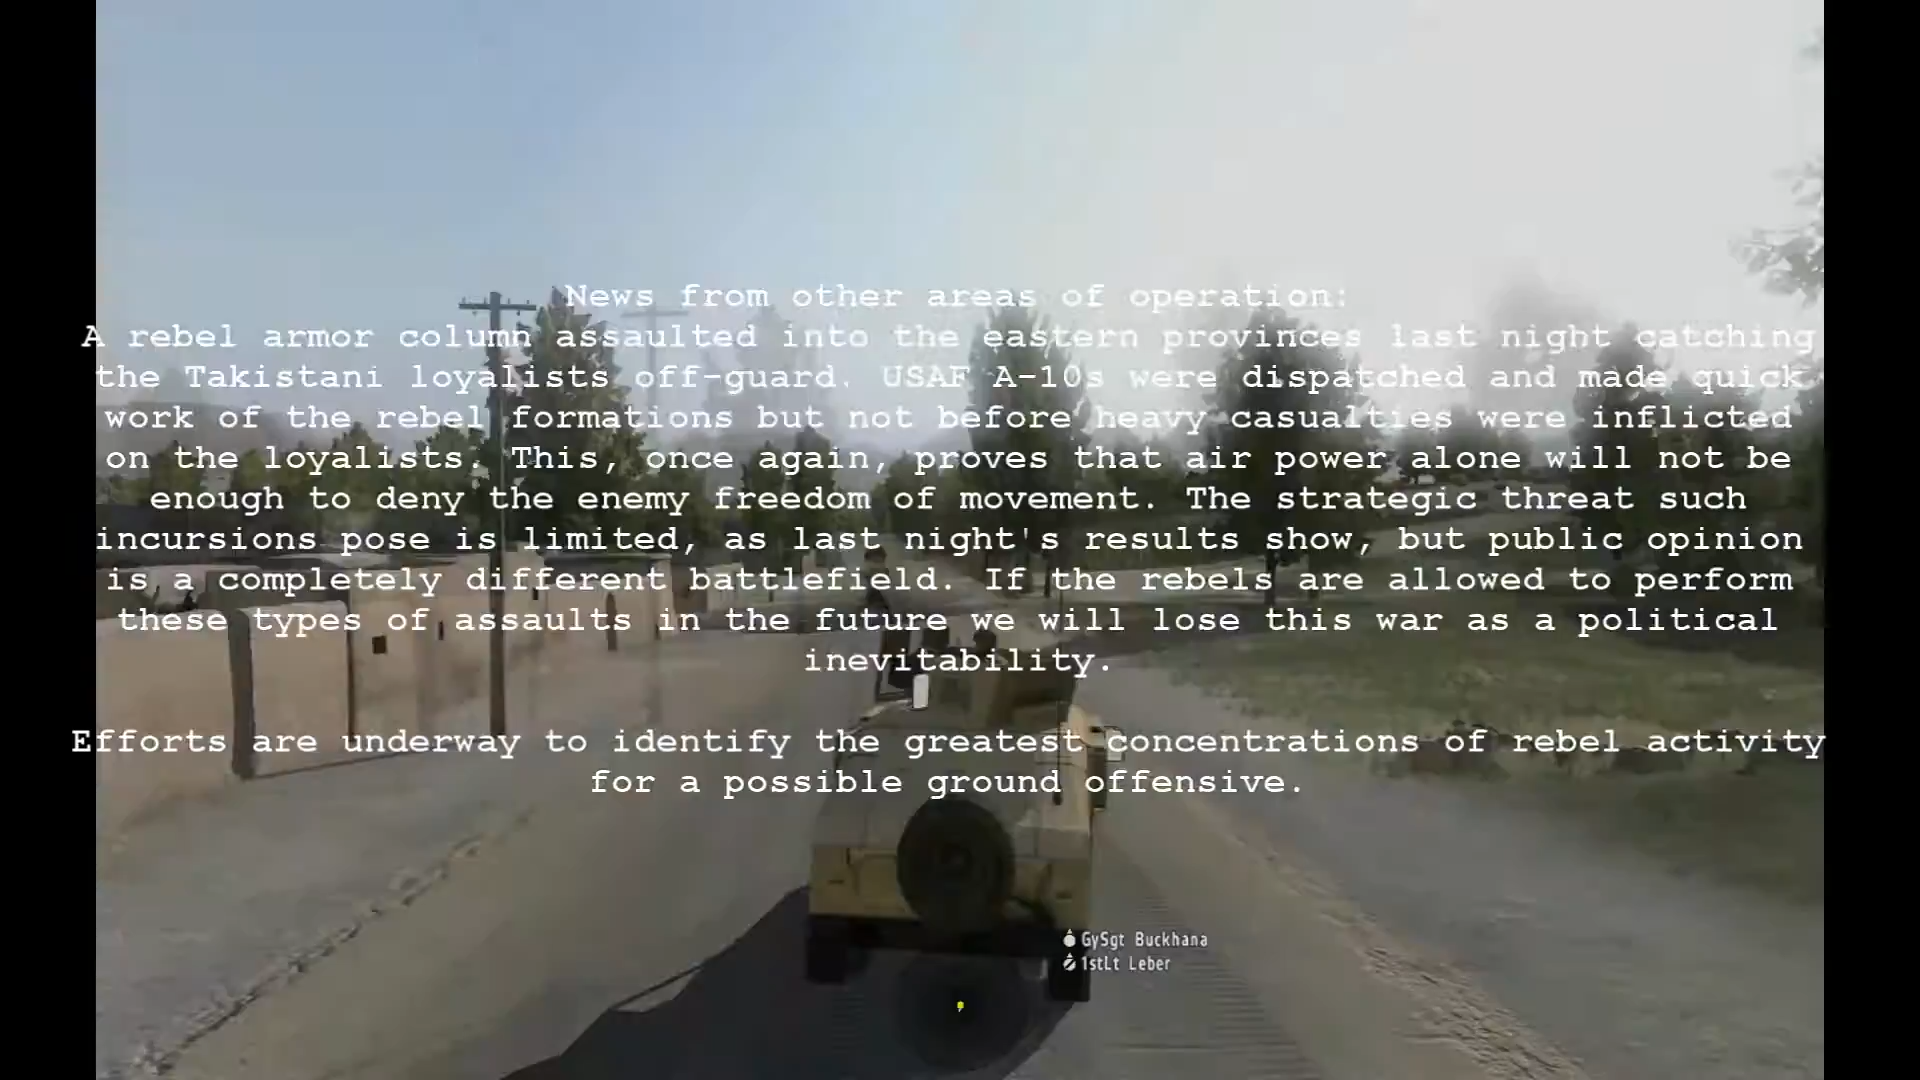 News from other areas of operation:
A rebel armor column assaulted into the eastern provinces last night catching
the Takistani loyalists off-guard. USAF A-10s were dispatched and made quick
work of the rebel formations but not before heavy casualties were inflicted
on the loyalists. This, once again, proves that air power alone will not be
enough to deny the enemy freedom of movement. The strategic threat such
incursions pose is limited, as last night's results show, but public opinion
is a completely different battlefield. If the rebels are allowed to perform
these types of assaults in the future we will lose this war as a political
inevitability.
Efforts are underway to identify the greatest concentrations of rebel activity
for a possible ground offensive.
GySgt Buckhana
1stLt Leber